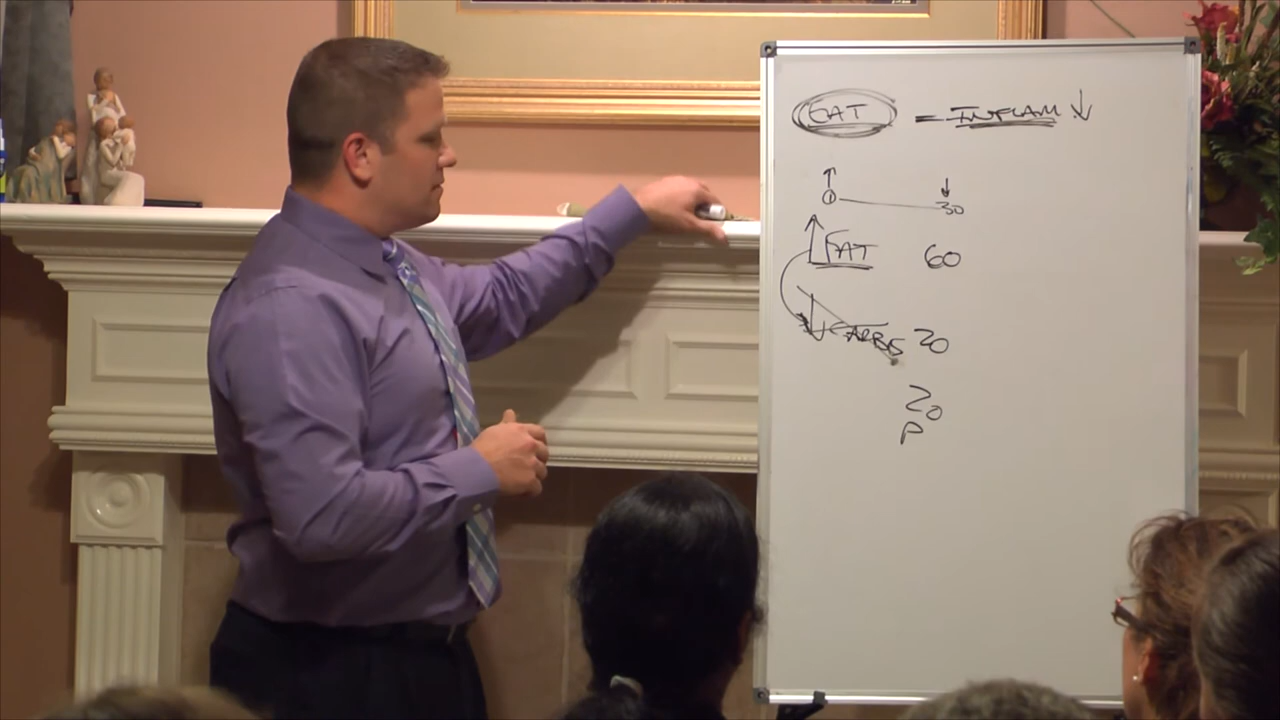 FAT = INFLAM ↓
↑ ↓
0 30
↑ FAT 60
↓ CARBS 20
20
P